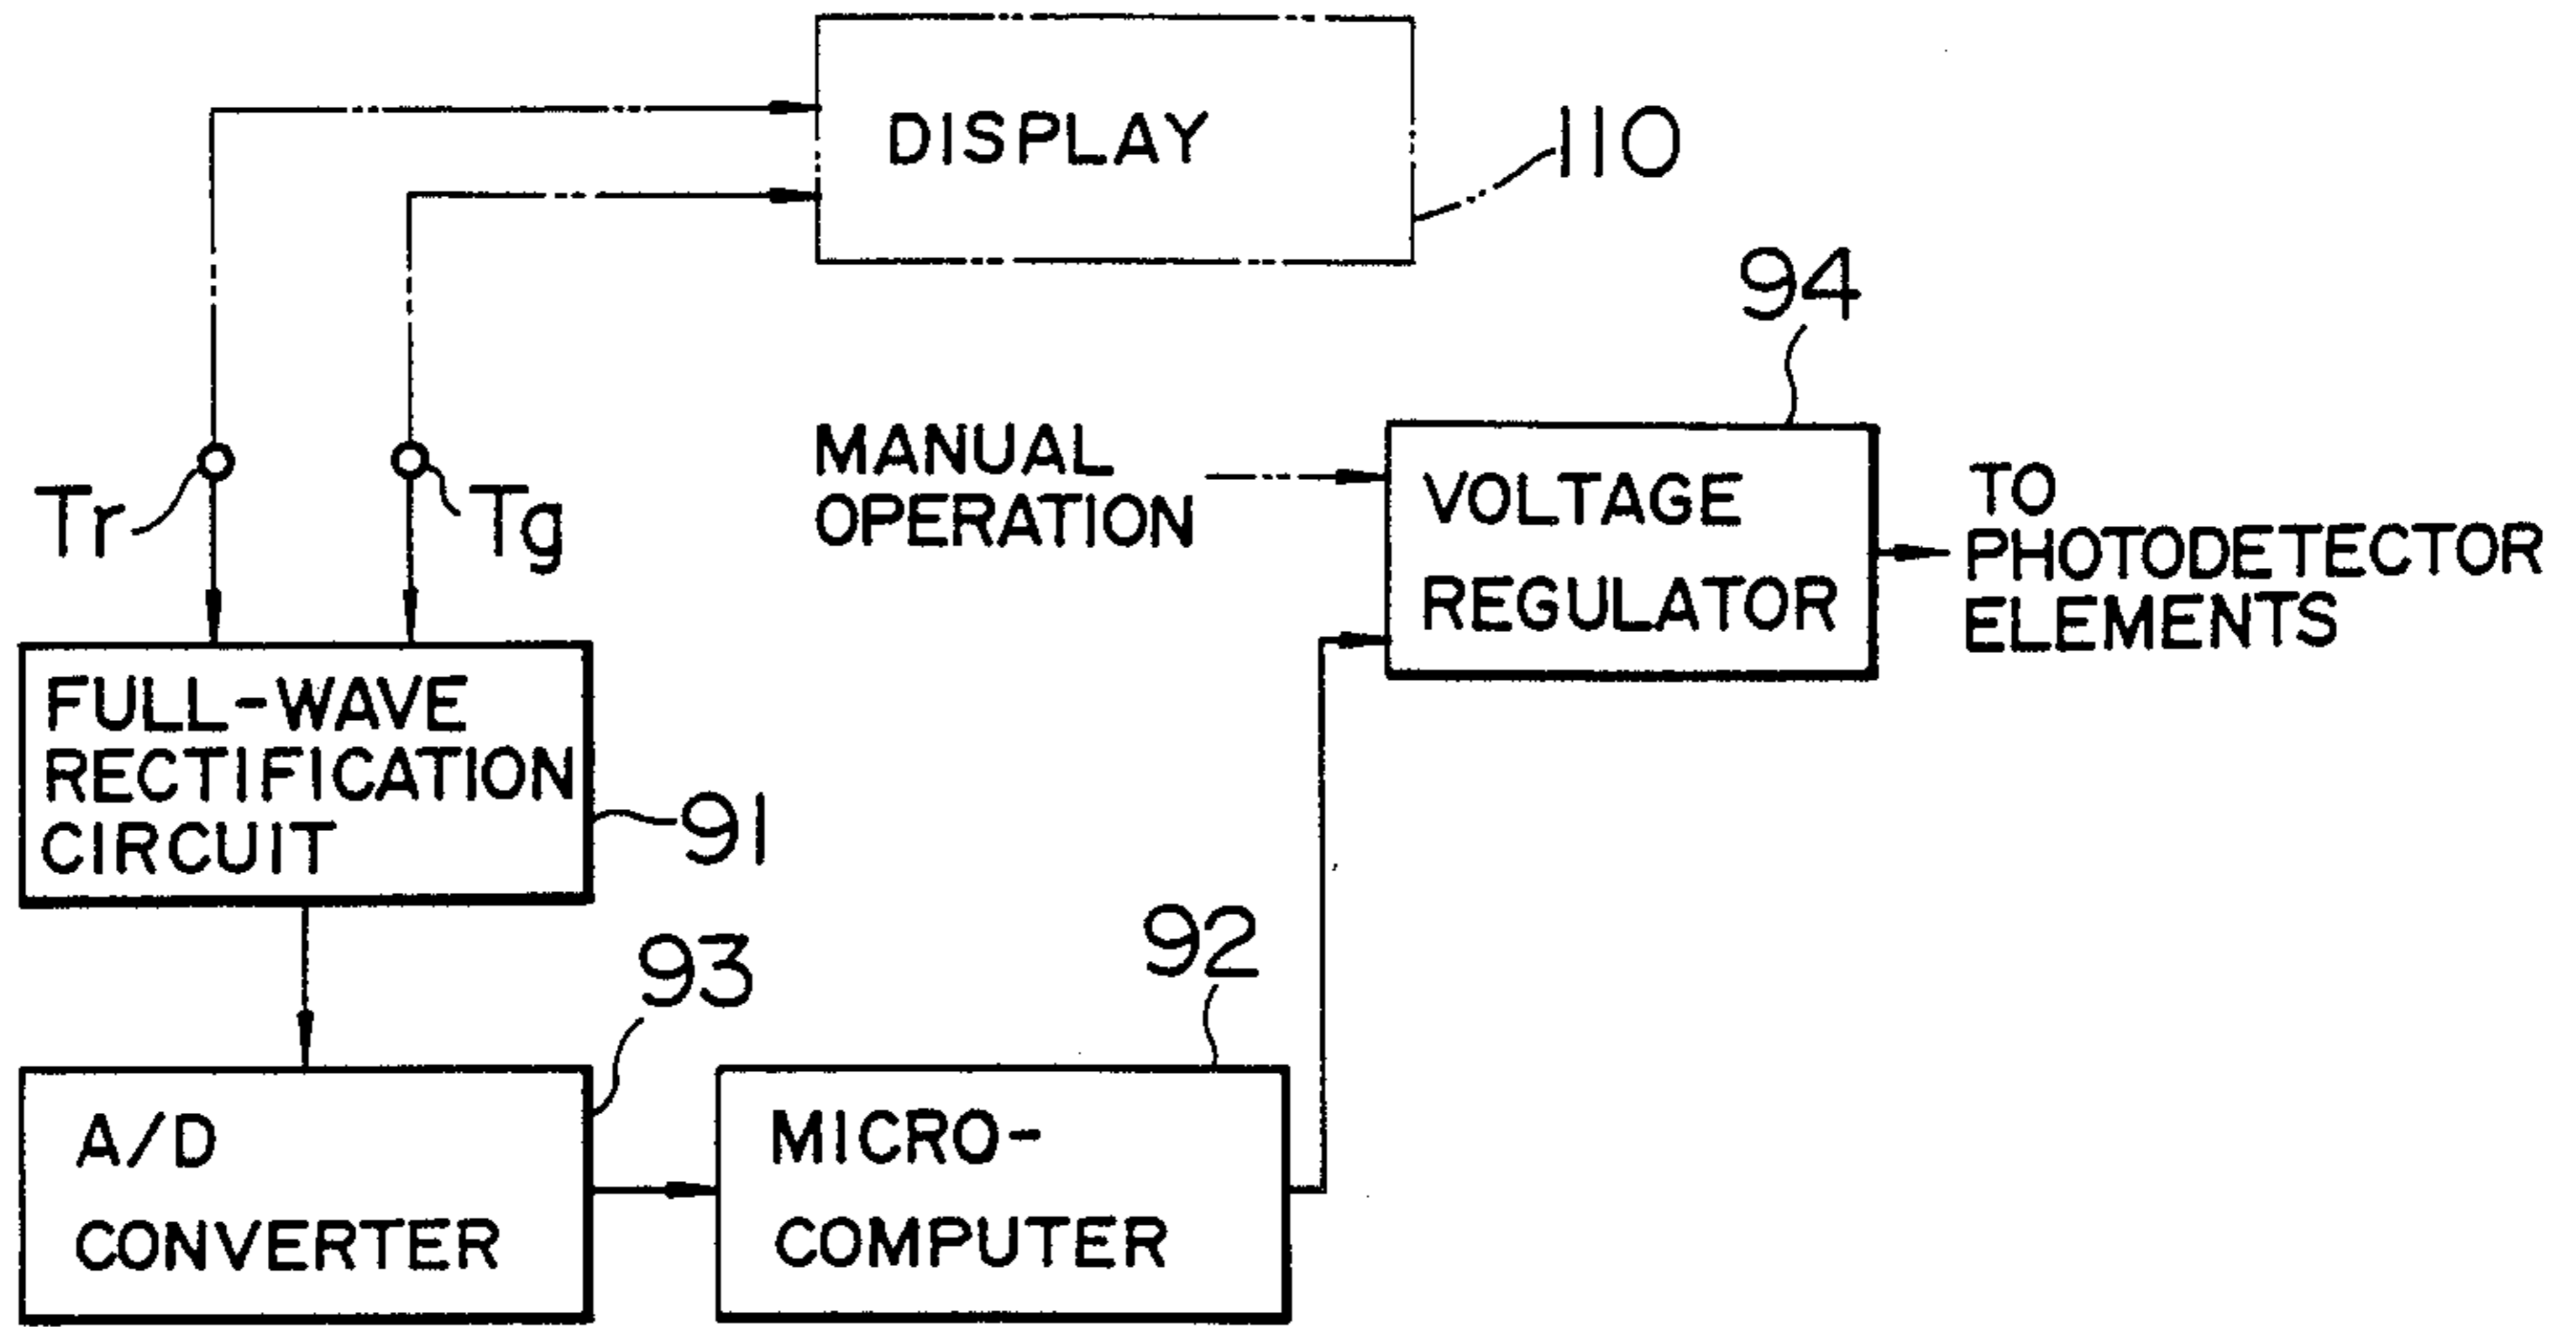 DISPLAY
110
94
MANUAL
OPERATION
VOLTAGE
REGULATOR
TO
PHOTODETECTOR
ELEMENTS
Tr
Tg
FULL-WAVE
RECTIFICATION
CIRCUIT
91
93
92
A/D
CONVERTER
MICRO-
COMPUTER